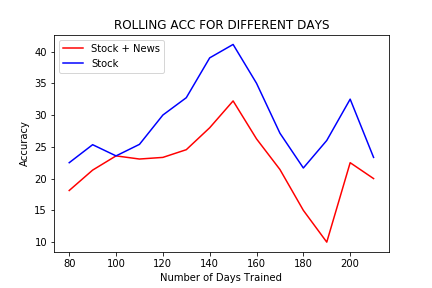 ROLLING ACC FOR DIFFERENT DAYS
Stock + News
Stock
Accuracy
40
35
30
25
20
15
10
80 100 120 140 160 180 200
Number of Days Trained